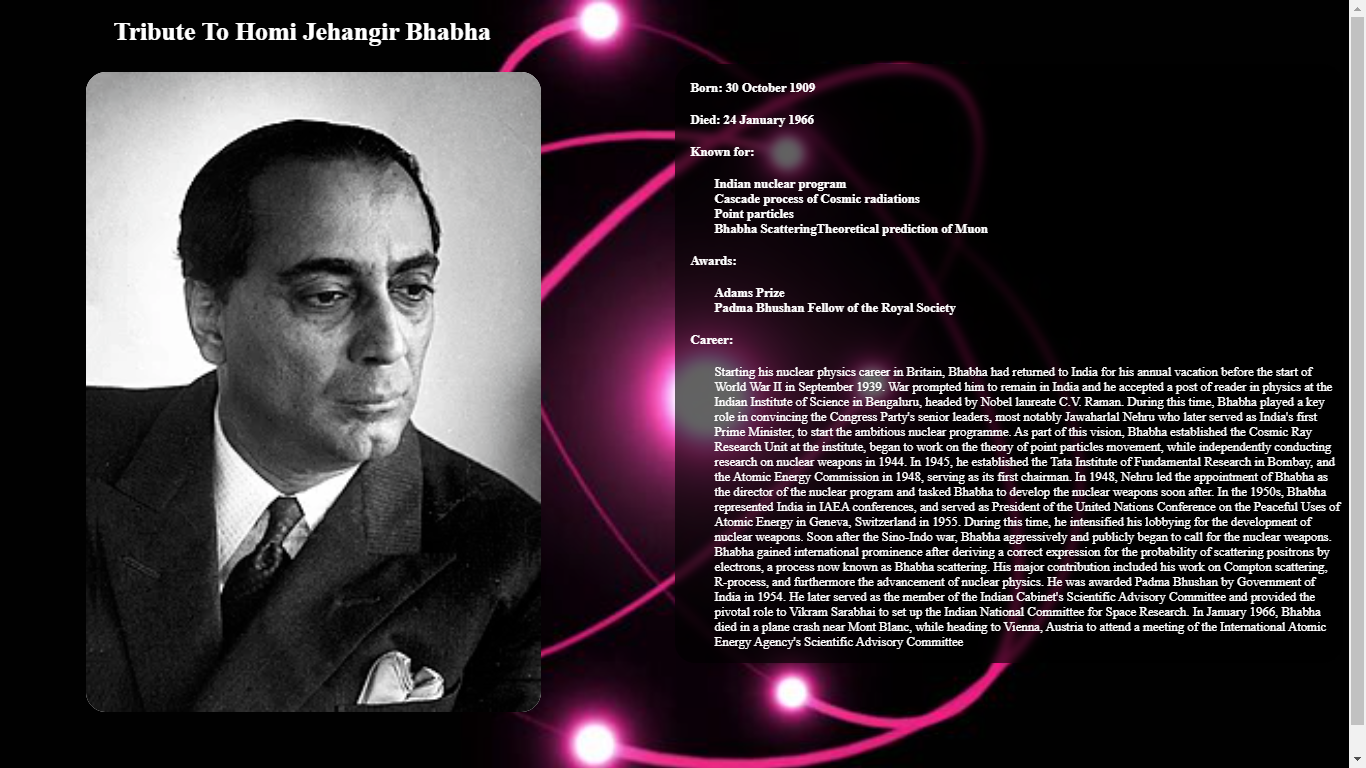 Tribute To Homi Jehangir Bhabha
Born: 30 October 1909
Died: 24 January 1966
Known for:
Indian nuclear program
Cascade process of Cosmic radiations
Point particles
Bhabha ScatteringTheoretical prediction of Muon
Awards:
Adams Prize
Padma Bhushan Fellow of the Royal Society
Career:
Starting his nuclear physics career in Britain, Bhabha had returned to India for his annual vacation before the start of
World War II in September 1939. War prompted him to remain in India and he accepted a post of reader in physics at the
Indian Institute of Science in Bengaluru, headed by Nobel laureate C.V. Raman. During this time, Bhabha played a key
role in convincing the Congress Party's senior leaders, most notably Jawaharlal Nehru who later served as India's first
Prime Minister, to start the ambitious nuclear programme. As part of this vision, Bhabha established the Cosmic Ray
Research Unit at the institute, began to work on the theory of point particles movement, while independently conducting
research on nuclear weapons in 1944. In 1945, he established the Tata Institute of Fundamental Research in Bombay, and
the Atomic Energy Commission in 1948, serving as its first chairman. In 1948, Nehru led the appointment of Bhabha as
the director of the nuclear program and tasked Bhabha to develop the nuclear weapons soon after. In the 1950s, Bhabha
represented India in IAEA conferences, and served as President of the United Nations Conference on the Peaceful Uses of
Atomic Energy in Geneva, Switzerland in 1955. During this time, he intensified his lobbying for the development of
nuclear weapons. Soon after the Sino-Indo war, Bhabha aggressively and publicly began to call for the nuclear weapons.
Bhabha gained international prominence after deriving a correct expression for the probability of scattering positrons by
electrons, a process now known as Bhabha scattering. His major contribution included his work on Compton scattering,
R-process, and furthermore the advancement of nuclear physics. He was awarded Padma Bhushan by Government of
India in 1954. He later served as the member of the Indian Cabinet's Scientific Advisory Committee and provided the
pivotal role to Vikram Sarabhai to set up the Indian National Committee for Space Research. In January 1966, Bhabha
died in a plane crash near Mont Blanc, while heading to Vienna, Austria to attend a meeting of the International Atomic
Energy Agency's Scientific Advisory Committee